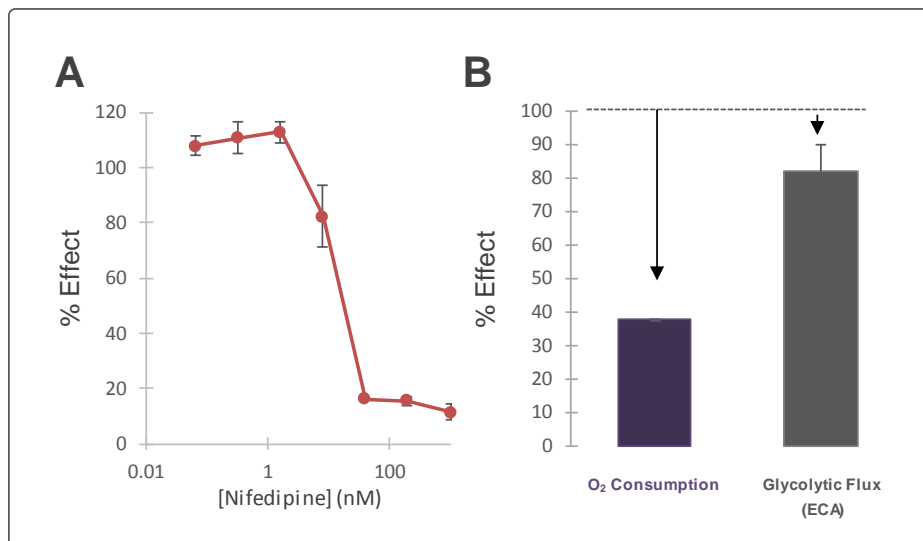 A
120
100
80
60
40
20
0
% Effect
0.01
1
100
[Nifedipine] (nM)
B
100
90
80
70
60
50
40
30
20
10
0
% Effect
O₂ Consumption
Glycolytic Flux
(ECA)